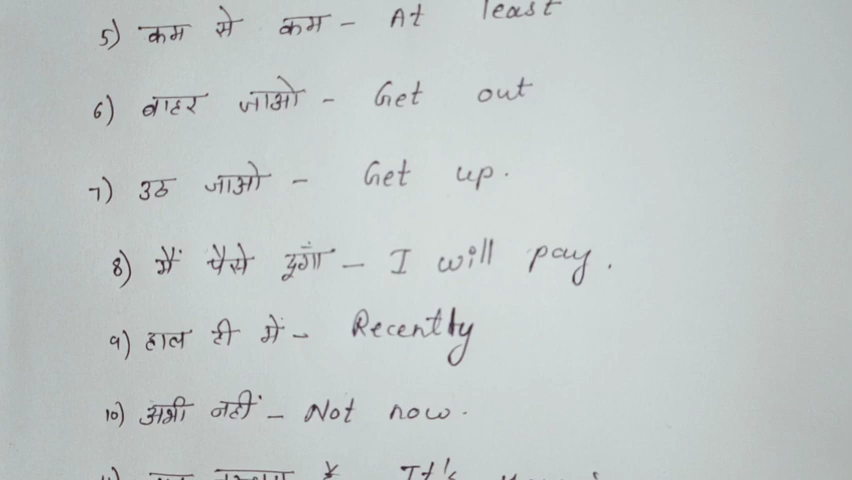 5) कम से कम - At least
6) बाहर जाओ - Get out
7) उठ जाओ - Get up.
8) मैं पैसे दूगाँ - I will pay.
9) हाल ही में - Recently
10) अभी नहीं - Not now.
It's